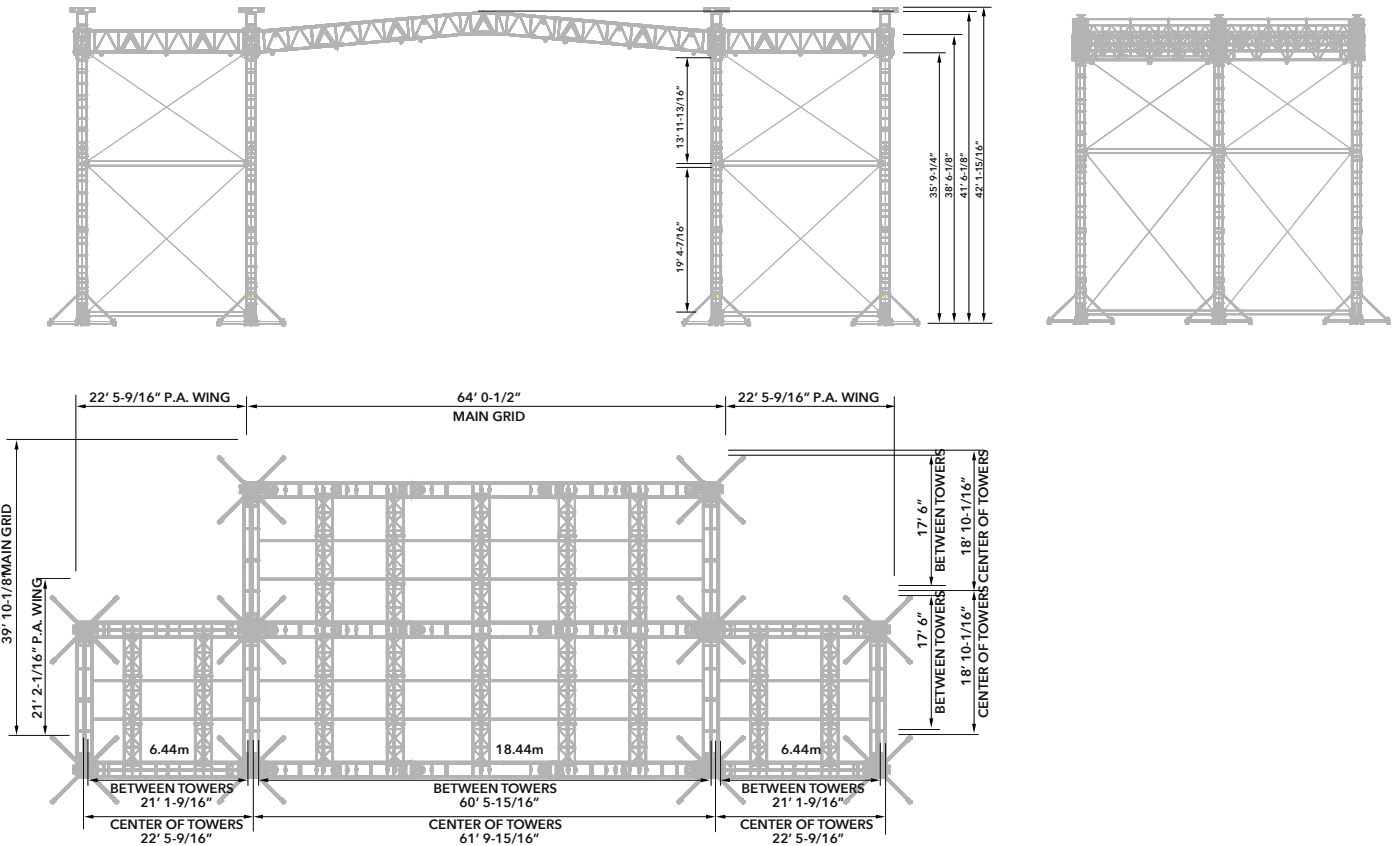 13' 11-13/16"
19' 4-7/16"
35' 9-1/4"
38' 6-1/8"
41' 6-1/8"
42' 1-15/16"
22' 5-9/16" P.A. WING
64' 0-1/2"
MAIN GRID
22' 5-9/16" P.A. WING
39' 10-1/8" MAIN GRID
21' 2-1/16" P.A. WING
17' 6"
BETWEEN TOWERS
18' 10-1/16"
CENTER OF TOWERS
17' 6"
BETWEEN TOWERS
18' 10-1/16"
CENTER OF TOWERS
6.44m
18.44m
6.44m
BETWEEN TOWERS
21' 1-9/16"
BETWEEN TOWERS
60' 5-15/16"
BETWEEN TOWERS
21' 1-9/16"
CENTER OF TOWERS
22' 5-9/16"
CENTER OF TOWERS
61' 9-15/16"
CENTER OF TOWERS
22' 5-9/16"